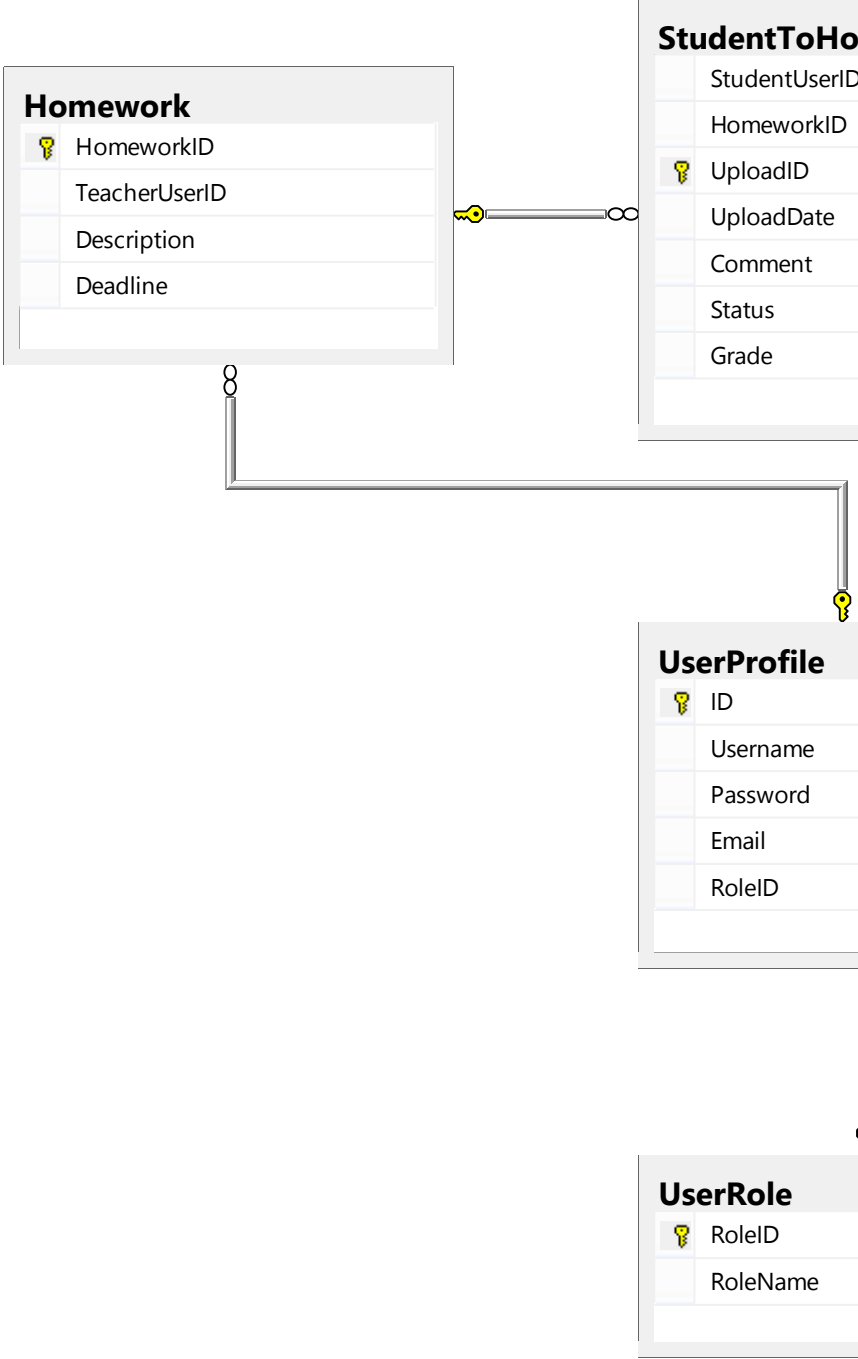 StudentToHo
StudentUserID
HomeworkID
UploadID
UploadDate
Comment
Status
Grade
Homework
HomeworkID
TeacherUserID
Description
Deadline
UserProfile
ID
Username
Password
Email
RoleID
UserRole
RoleID
RoleName